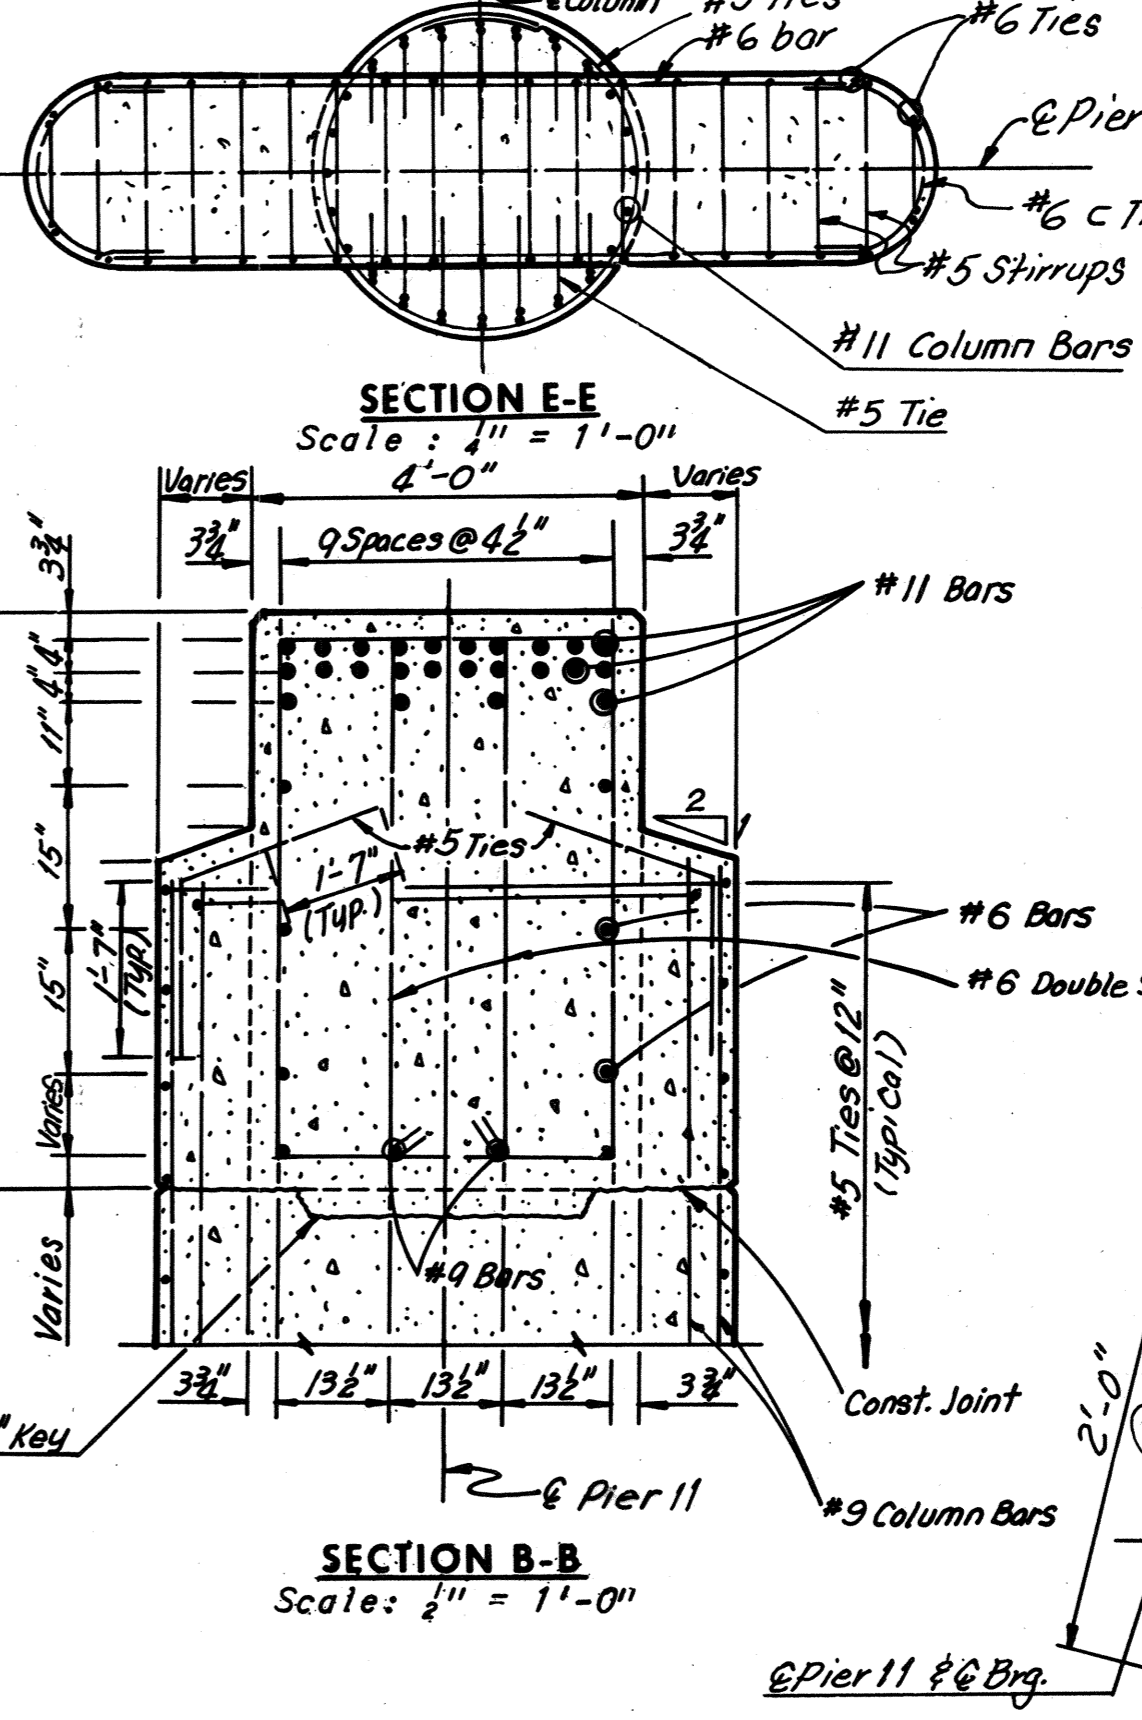 ℄ Column
#5 Ties
#6 bar
#6 Ties
℄ Pier
#6 c
#5 Stirrups
#11 Column Bars
#5 Tie
SECTION E-E
Scale : 1/4" = 1'-0"
Varies
4'-0"
Varies
3 3/4"
9 Spaces @ 4 1/2"
3 3/4"
3 3/4"
4"
4"
11"
15"
15"
Varies
Varies
#11 Bars
2
1
#5 Ties
1'-7"
(Typ.)
1'-7"
(Typ.)
#6 Bars
#6 Double
#5 Ties @ 12"
(Typical)
#9 Bars
3 3/4"
13 1/2"
13 1/2"
13 1/2"
3 3/4"
" Key
Const. Joint
℄ Pier 11
#9 Column Bars
SECTION B-B
Scale: 1/2" = 1'-0"
2'-0"
℄ Pier 11 & ℄ Brg.